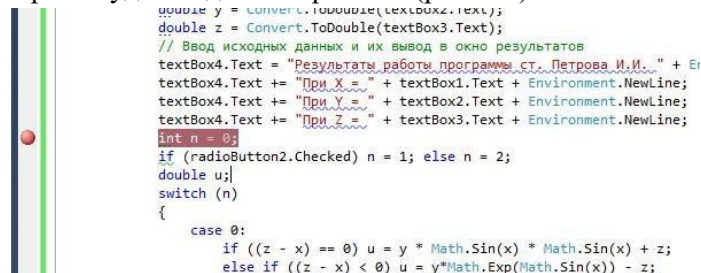 double y = Convert.ToDouble(textBox2.Text);
double z = Convert.ToDouble(textBox3.Text);
// Ввод исходных данных и их вывод в окно результатов
textBox4.Text = "Результаты работы программы ст. Петрова И.И. " +
textBox4.Text += "При X = " + textBox1.Text + Environment.NewLine;
textBox4.Text += "При Y = " + textBox2.Text + Environment.NewLine;
textBox4.Text += "При Z = " + textBox3.Text + Environment.NewLine;
int n = 0;
if (radioButton2.Checked) n = 1; else n = 2;
double u;
switch (n)
{
case 0:
if ((z - x) == 0) u = y * Math.Sin(x) * Math.Sin(x) + z;
else if ((z - x) < 0) u = y*Math.Exp(Math.Sin(x)) - z;